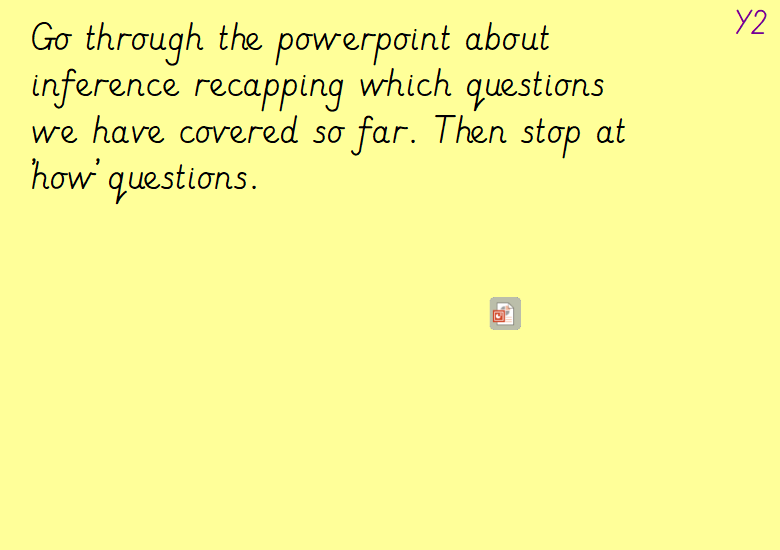 Y2
Go through the powerpoint about
inference recapping which questions
we have covered so far. Then stop at
'how' questions.